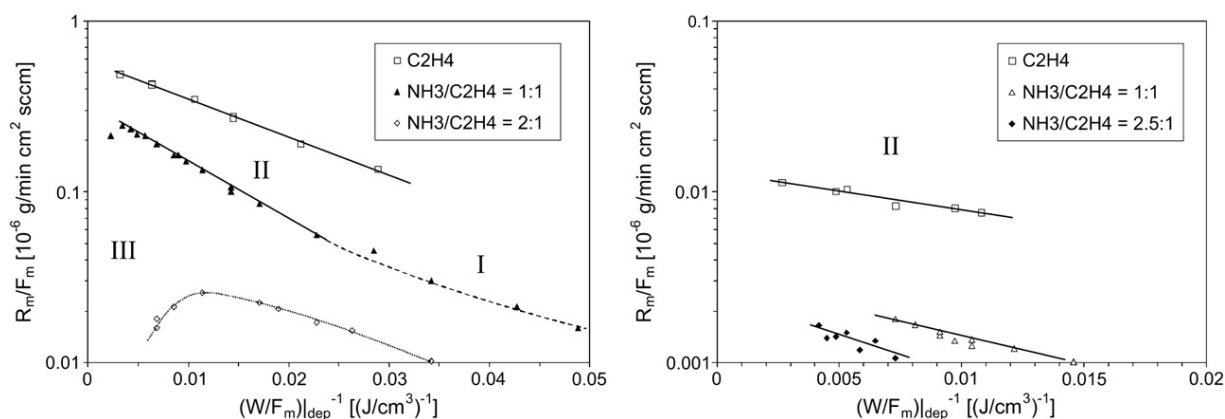 1
0.1
0.01
R_m/F_m [10^-6 g/min cm^2 sccm]
C2H4
NH3/C2H4 = 1:1
NH3/C2H4 = 2:1
II
III
I
0 0.01 0.02 0.03 0.04 0.05
(W/F_m)|_dep^-1 [(J/cm^3)^-1]
0.1
0.01
0.001
R_m/F_m [10^-6 g/min cm^2 sccm]
C2H4
NH3/C2H4 = 1:1
NH3/C2H4 = 2.5:1
II
0 0.005 0.01 0.015 0.02
(W/F_m)|_dep^-1 [(J/cm^3)^-1]